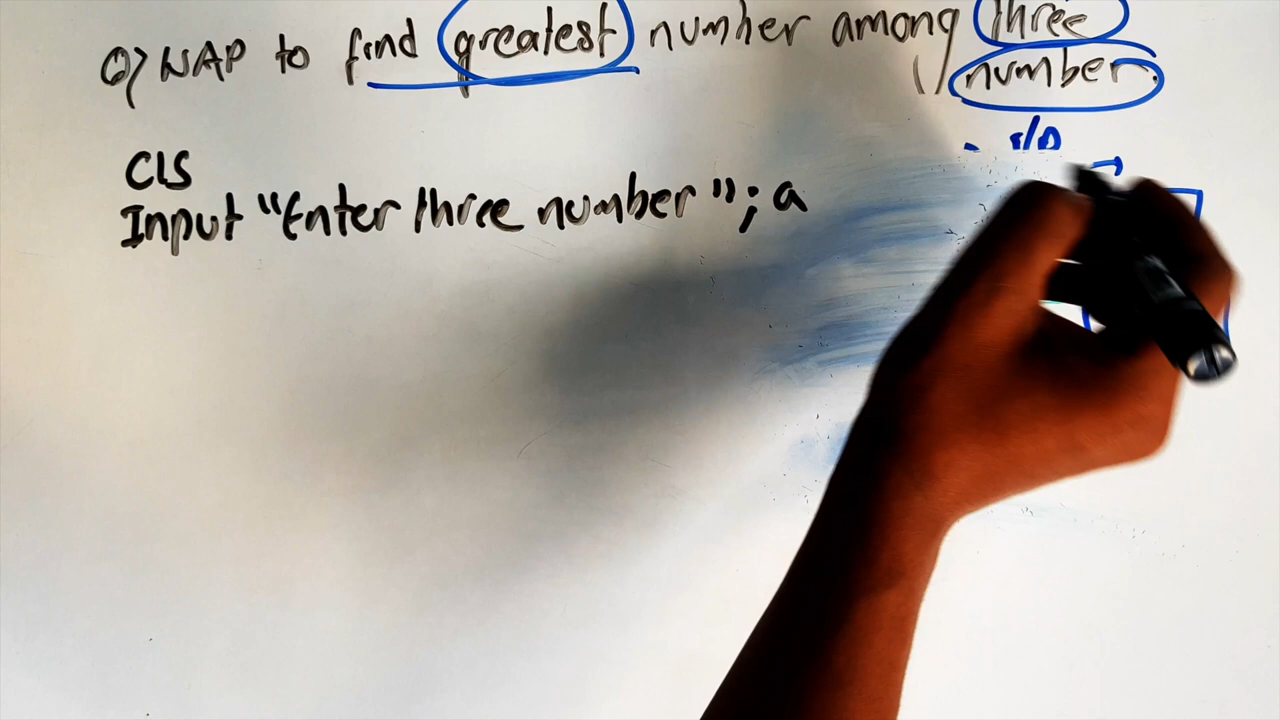 Q) WAP to find greatest number among three
number.
CLS
Input "Enter three number"; a